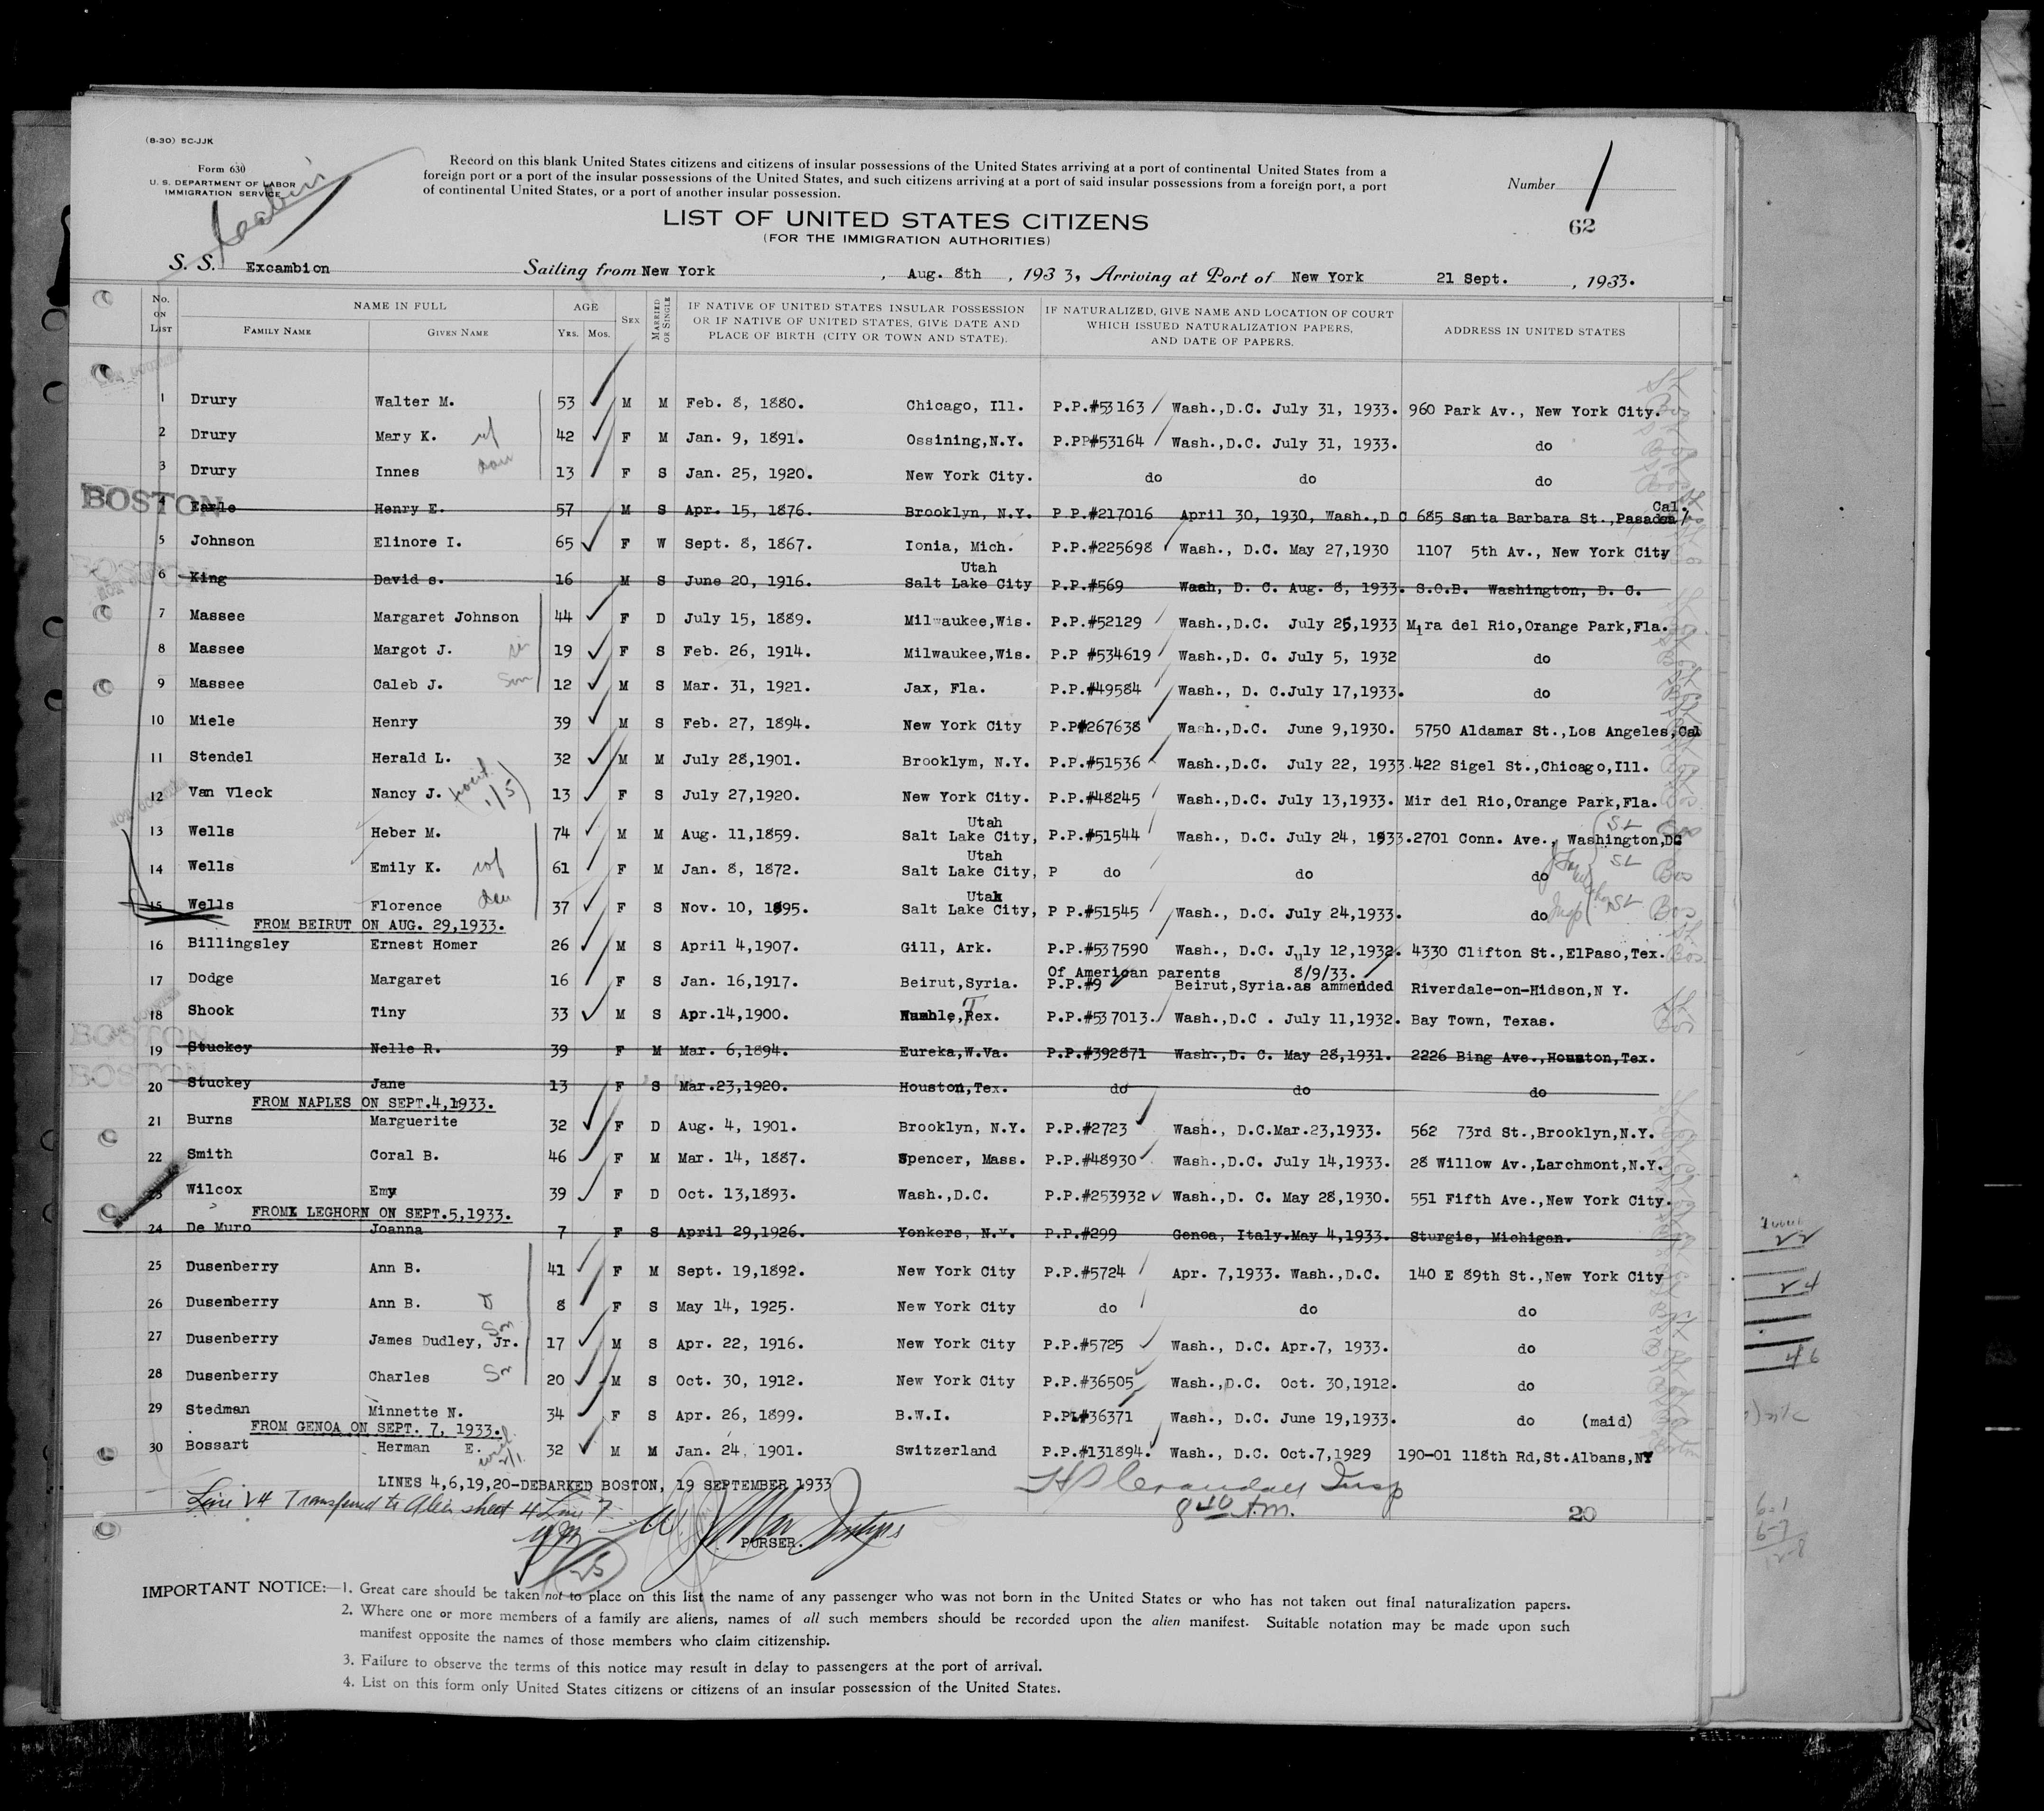 (8-30) 5C-JJK
Form 630
U. S. DEPARTMENT OF LABOR
IMMIGRATION SERVICE
Record on this blank United States citizens and citizens of insular possessions of the United States arriving at a port of continental United States from a
foreign port or a port of the insular possessions of the United States, and such citizens arriving at a port of said insular possessions from a foreign port, a port
of continental United States, or a port of another insular possession.
Number 1
62
LIST OF UNITED STATES CITIZENS
(FOR THE IMMIGRATION AUTHORITIES)
S. S. Excambion Sailing from New York, Aug. 8th, 1933, Arriving at Port of New York 21 Sept., 1933.
No. ON LIST NAME IN FULL FAMILY NAME GIVEN NAME AGE YRS. MOS. SEX MARRIED OR SINGLE IF NATIVE OF UNITED STATES INSULAR POSSESSION OR IF NATIVE OF UNITED STATES, GIVE DATE AND PLACE OF BIRTH (CITY OR TOWN AND STATE). IF NATURALIZED, GIVE NAME AND LOCATION OF COURT WHICH ISSUED NATURALIZATION PAPERS, AND DATE OF PAPERS. ADDRESS IN UNITED STATES
1 Drury Walter M. 53 M M Feb. 8, 1880. Chicago, Ill. P.P.#53163 Wash.,D.C. July 31, 1933. 960 Park Av., New York City.
2 Drury Mary K. wf 42 F M Jan. 9, 1891. Ossining,N.Y. P.PP#53164 Wash.,D.C. July 31, 1933. do
3 Drury Innes dau 13 F S Jan. 25, 1920. New York City. do do do
BOSTON
4 Earle Henry E. 57 M S Apr. 15, 1876. Brooklyn, N.Y. P P.#217016 April 30, 1930, Wash.,D C 685 Santa Barbara St.,Pasadea Cal.
5 Johnson Elinore I. 65 F W Sept. 8, 1867. Ionia, Mich. P.P.#225698 Wash., D.C. May 27,1930 1107 5th Av., New York City
6 King David s. 16 M S June 20, 1916. Salt Lake City Utah P.P.#569 Wash, D. C. Aug. 8, 1933. S.O.B. Washington, D. C.
7 Massee Margaret Johnson 44 F D July 15, 1889. Milwaukee,Wis. P.P.#52129 Wash.,D.C. July 25,1933 Mira del Rio,Orange Park,Fla.
8 Massee Margot J. 19 F S Feb. 26, 1914. Milwaukee,Wis. P.P #534619 Wash.,D. C. July 5, 1932 do
9 Massee Caleb J. Son 12 M S Mar. 31, 1921. Jax, Fla. P.P.#49584 Wash., D. C.July 17,1933. do
10 Miele Henry 39 M S Feb. 27, 1894. New York City P.P#267638 Wash.,D.C. June 9,1930. 5750 Aldamar St.,Los Angeles,Cal
11 Stendel Herald L. 32 M M July 28,1901. Brooklym, N.Y. P.P.#51536 Wash.,D.C. July 22, 1933. 422 Sigel St.,Chicago,Ill.
12 Van Vleck Nancy J. 13 F S July 27,1920. New York City. P.P.#48245 Wash.,D.C. July 13,1933. Mir del Rio,Orange Park,Fla.
13 Wells Heber M. 74 M M Aug. 11,1859. Salt Lake City, Utah P.P.#51544 Wash., D.C. July 24, 1933. 2701 Conn. Ave., Washington,DC
14 Wells Emily K. wf 61 F M Jan. 8, 1872. Salt Lake City, Utah P do do do
15 Wells Florence dau 37 F S Nov. 10, 1895. Salt Lake City, Utah P P.#51545 Wash., D.C. July 24,1933. do
FROM BEIRUT ON AUG. 29,1933.
16 Billingsley Ernest Homer 26 M S April 4,1907. Gill, Ark. P.P.#537590 Wash., D.C. July 12,1932. 4330 Clifton St.,ElPaso,Tex.
Of American parents 8/9/33.
17 Dodge Margaret 16 F S Jan. 16,1917. Beirut,Syria. P.P.#9 Beirut,Syria.as ammended Riverdale-on-Hidson,N Y.
18 Shook Tiny 33 M S Apr.14,1900. Humble,Tex. P.P.#537013. Wash.,D.C . July 11,1932. Bay Town, Texas.
BOSTON
19 Stuckey Nelle R. 39 F M Mar. 6,1894. Eureka,W.Va. P.P.#392871 Wash.,D. C. May 28,1931. 2226 Bing Ave.,Houston,Tex.
BOSTON
20 Stuckey Jane 13 F S Mar.23,1920. Houston,Tex. do do do
FROM NAPLES ON SEPT.4,1933.
21 Burns Marguerite 32 F D Aug. 4, 1901. Brooklyn, N.Y. P.P.#2723 Wash., D.C.Mar.23,1933. 562 73rd St.,Brooklyn,N.Y.
22 Smith Coral B. 46 F M Mar. 14, 1887. Spencer, Mass. P.P.#48930 Wash.,D.C. July 14,1933. 28 Willow Av.,Larchmont,N.Y.
23 Wilcox Emy 39 F D Oct. 13,1893. Wash.,D.C. P.P.#253932 Wash.,D. C. May 28,1930. 551 Fifth Ave.,New York City.
FROMX LEGHORN ON SEPT.5,1933.
24 De Muro Joanna 7 F S April 29,1926. Yonkers, N.Y. P.P.#299 Genoa, Italy.May 4,1933. Sturgis, Michigan.
25 Dusenberry Ann B. 41 F M Sept. 19,1892. New York City P.P.#5724 Apr. 7,1933. Wash.,D.C. 140 E 89th St.,New York City
26 Dusenberry Ann B. D 8 F S May 14, 1925. New York City do do do
27 Dusenberry James Dudley, Jr. Sn 17 M S Apr. 22, 1916. New York City P.P.#5725 Wash., D.C. Apr.7, 1933. do
28 Dusenberry Charles Sn 20 M S Oct. 30, 1912. New York City P.P.#36505 Wash.,D.C. Oct. 30,1912. do
29 Stedman Minnette N. 34 F S Apr. 26, 1899. B.W.I. P.P.#36371 Wash., D.C. June 19,1933. do (maid)
FROM GENOA ON SEPT. 7, 1933.
30 Bossart Herman E. 32 M M Jan. 24, 1901. Switzerland P.P.#131894. Wash., D.C. Oct.7,1929 190-01 118th Rd,St.Albans,NY
LINES 4,6,19,20-DEBARKED BOSTON, 19 SEPTEMBER 1933
Line 24 Transferred to Alien sheet 4 Line 7
H P Crandall Insp
8 40 A.m.
20
PURSER.
25
IMPORTANT NOTICE:—1. Great care should be taken not to place on this list the name of any passenger who was not born in the United States or who has not taken out final naturalization papers.
2. Where one or more members of a family are aliens, names of all such members should be recorded upon the alien manifest. Suitable notation may be made upon such
manifest opposite the names of those members who claim citizenship.
3. Failure to observe the terms of this notice may result in delay to passengers at the port of arrival.
4. List on this form only United States citizens or citizens of an insular possession of the United States.